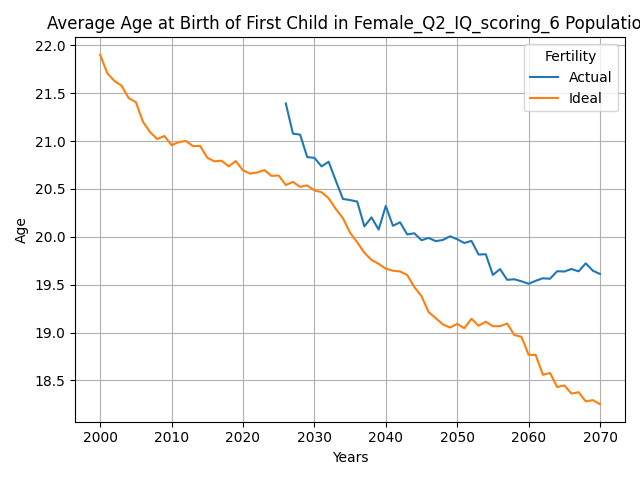 Average Age at Birth of First Child in Female_Q2_IQ_scoring_6 Populatio
22.0
21.5
21.0
20.5
20.0
19.5
19.0
18.5
Age
Fertility
Actual
Ideal
2000 2010 2020 2030 2040 2050 2060 2070
Years